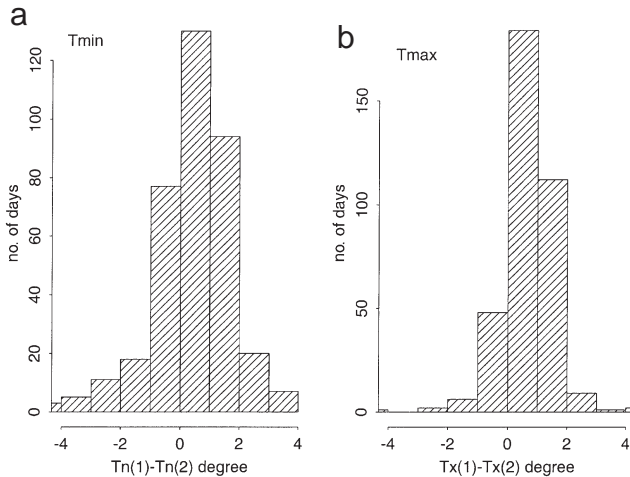 a
Tmin
120
100
80
60
40
20
0
no. of days
-4 -2 0 2 4
Tn(1)-Tn(2) degree
b
Tmax
150
100
50
0
no. of days
-4 -2 0 2 4
Tx(1)-Tx(2) degree